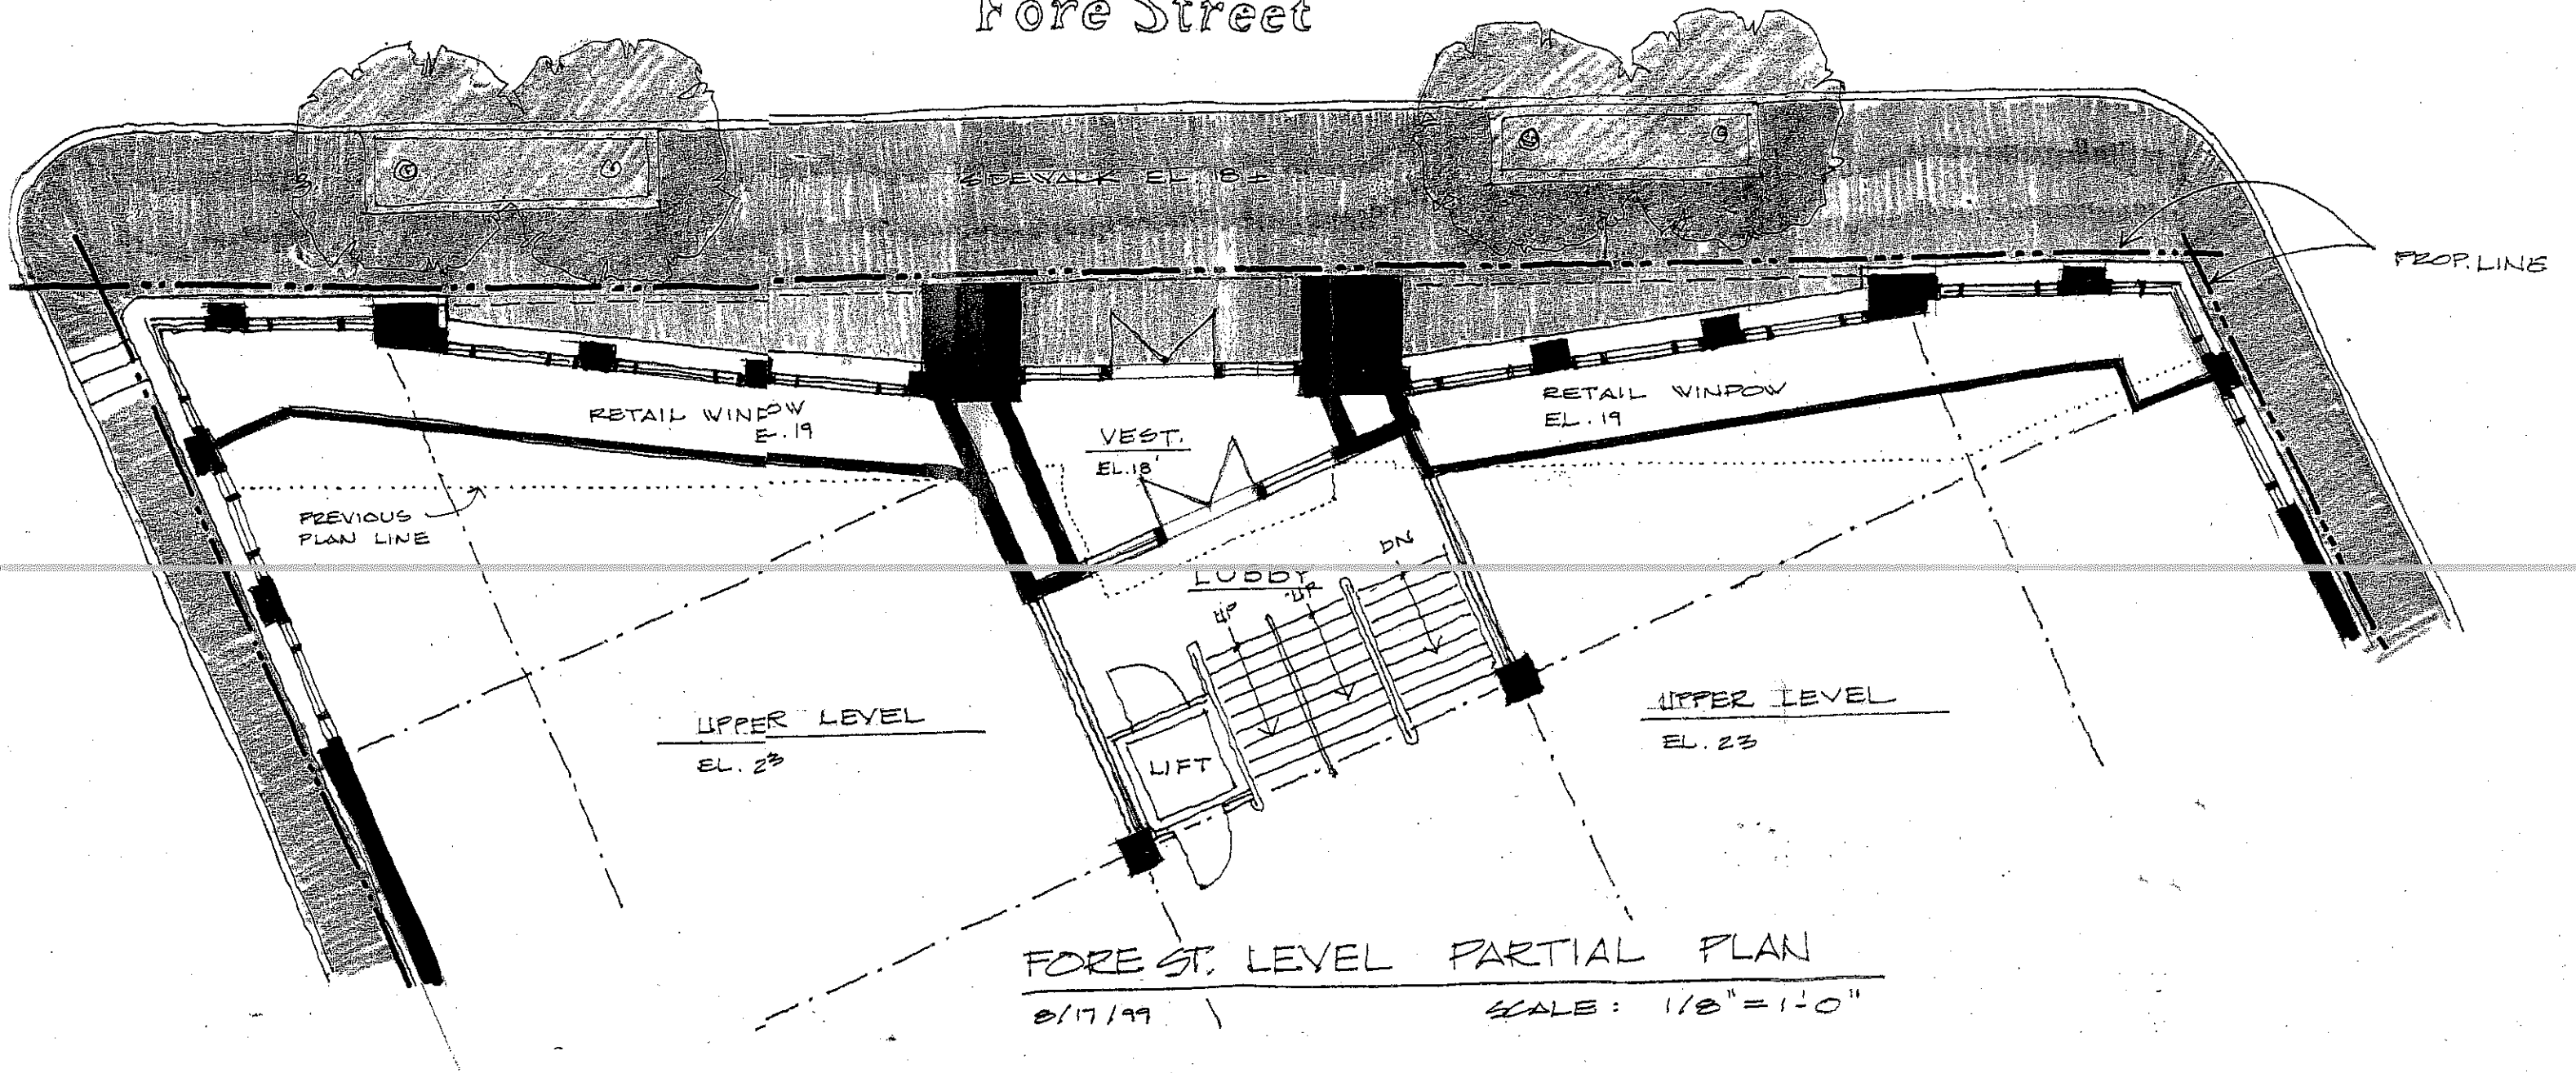 Fore Street
SIDEWALK EL. 18±
PROP. LINE
RETAIL WINDOW
EL. 19
RETAIL WINDOW
E. 19
VEST.
EL. 18'
PREVIOUS
PLAN LINE
DN
LOBBY
UP
UP
UPPER LEVEL
EL. 23
UPPER LEVEL
EL. 23
LIFT
FORE ST. LEVEL PARTIAL PLAN
8/17/99 SCALE: 1/8" = 1'-0"